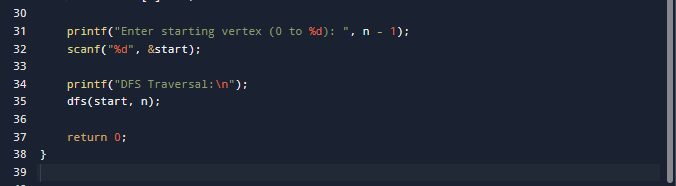 30
31 printf("Enter starting vertex (0 to %d): ", n - 1);
32 scanf("%d", &start);
33
34 printf("DFS Traversal:\n");
35 dfs(start, n);
36
37 return 0;
38 }
39